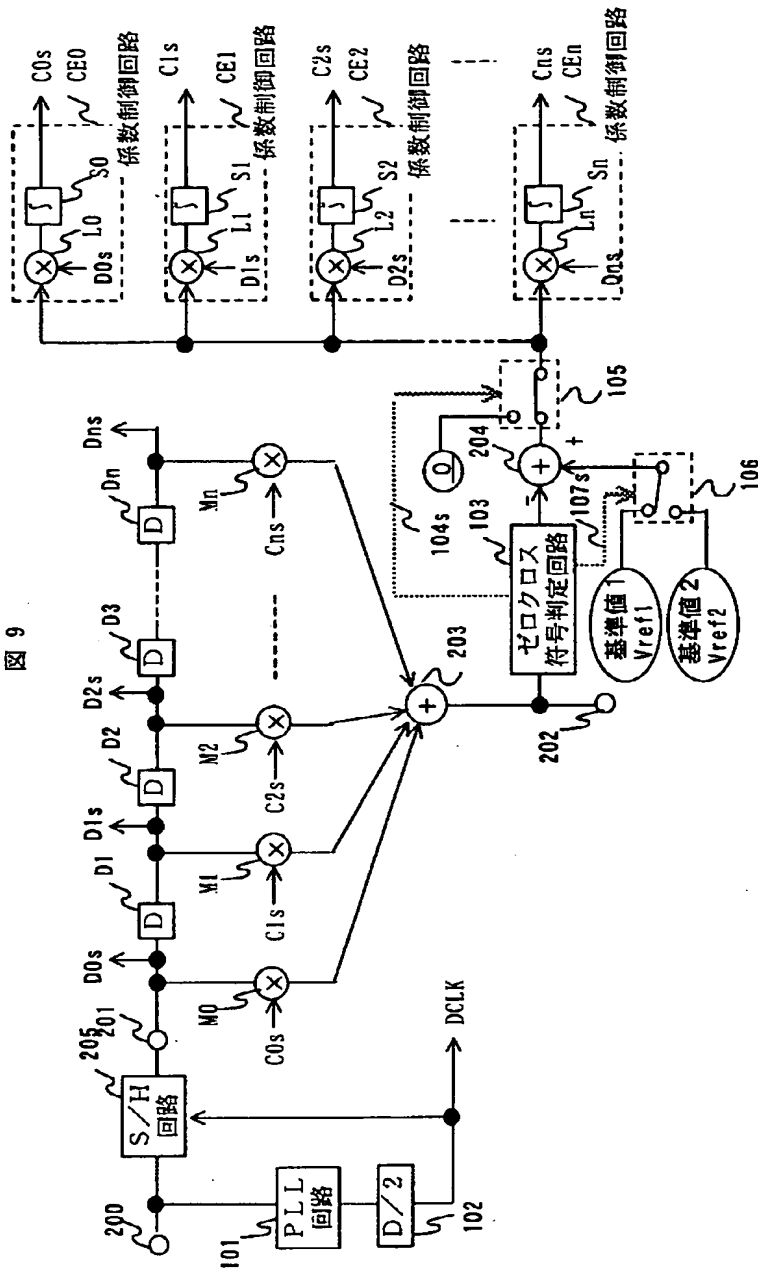 図 9
200
205
S/H
回路
201
101
PLL
回路
D/2
102
DCLK
D0s
D1
D
D1s
D2
D
D2s
D3
D
Dn
D
Dns
M0
×
C0s
M1
×
C1s
M2
×
C2s
Mn
×
Cns
+
203
202
ゼロクロス
符号判定回路
103
104s
0
204
+
-
+
107s
105
106
基準値1
Vref1
基準値2
Vref2
L0
×
D0s
S0
∫
C0s
CE0
係数制御回路
L1
×
D1s
S1
∫
C1s
CE1
係数制御回路
L2
×
D2s
S2
∫
C2s
CE2
係数制御回路
Ln
×
Dns
Sn
∫
Cns
CEn
係数制御回路